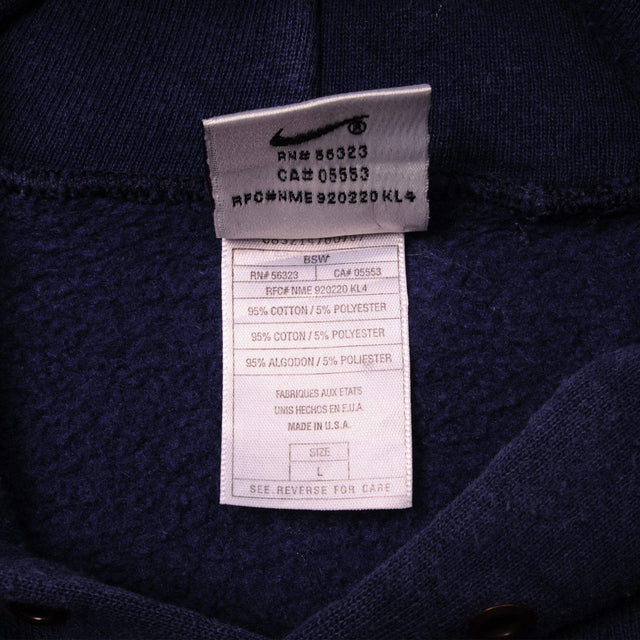 ®
RN# 56323
CA# 05553
RFC#NME 920220 KL4
BSW
RN# 56323 CA# 05553
RFC# NME 920220 KL4
95% COTTON / 5% POLYESTER
95% COTON / 5% POLYESTER
95% ALGODON / 5% POLIESTER
FABRIQUES AUX ETATS
UNIS HECHOS EN E.U.A.
MADE IN U.S.A.
SIZE
L
SEE REVERSE FOR CARE